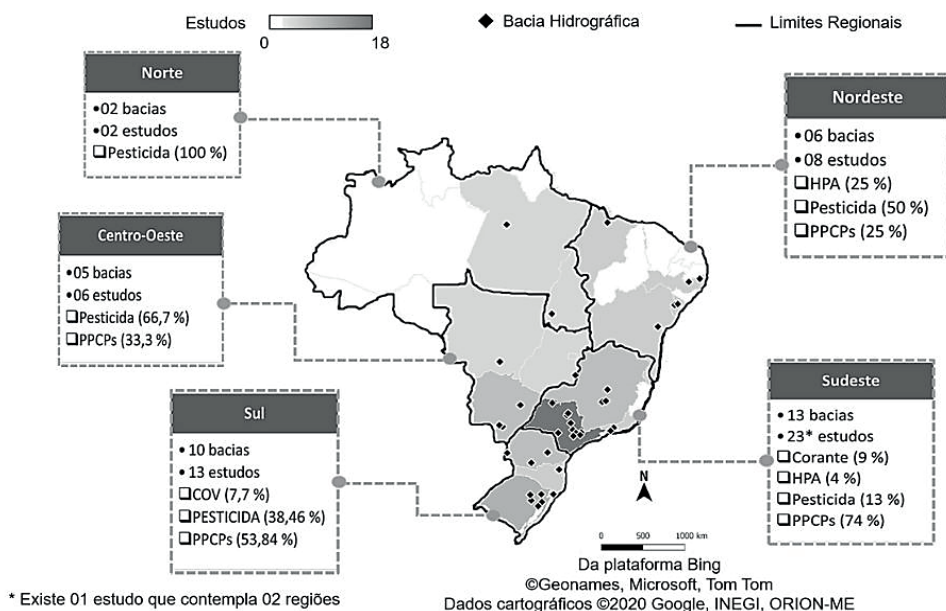 Estudos
0 18
◆ Bacia Hidrográfica
— Limites Regionais
Norte
•02 bacias
•02 estudos
❑Pesticida (100 %)
Nordeste
•06 bacias
•08 estudos
❑HPA (25 %)
❑Pesticida (50 %)
❑PPCPs (25 %)
Centro-Oeste
•05 bacias
•06 estudos
❑Pesticida (66,7 %)
❑PPCPs (33,3 %)
Sul
• 10 bacias
• 13 estudos
❑COV (7,7 %)
❑PESTICIDA (38,46 %)
❑PPCPs (53,84 %)
Sudeste
• 13 bacias
• 23* estudos
❑Corante (9 %)
❑HPA (4 %)
❑Pesticida (13 %)
❑PPCPs (74 %)
N
0 500 1000 km
Da plataforma Bing
©Geonames, Microsoft, Tom Tom
Dados cartográficos ©2020 Google, INEGI, ORION-ME
* Existe 01 estudo que contempla 02 regiões